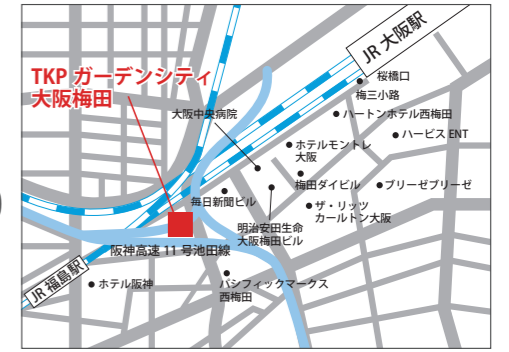 JR 大阪駅
TKP ガーデンシティ
大阪梅田
桜橋口
梅三小路
大阪中央病院
ハートンホテル西梅田
ハービス ENT
ホテルモントレ
大阪
梅田ダイビル
ブリーゼブリーゼ
毎日新聞ビル
ザ・リッツ
カールトン大阪
明治安田生命
大阪梅田ビル
阪神高速 11 号池田線
JR 福島駅
ホテル阪神
パシフィックマークス
西梅田